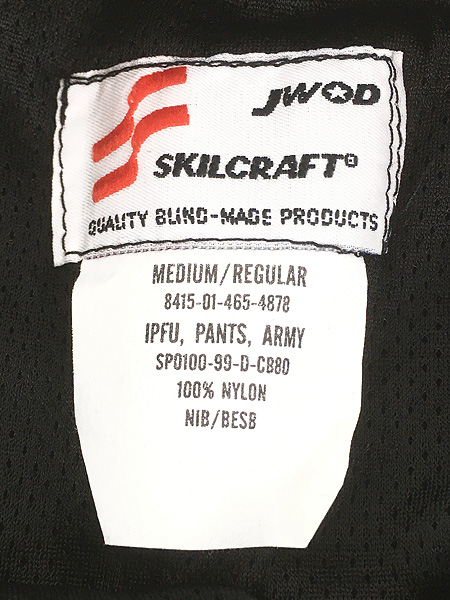 JWOD
SKILCRAFT®
QUALITY BLIND-MADE PRODUCTS
MEDIUM/REGULAR
8415-01-465-4878
IPFU, PANTS, ARMY
SP0100-99-D-CB80
100% NYLON
NIB/BESB